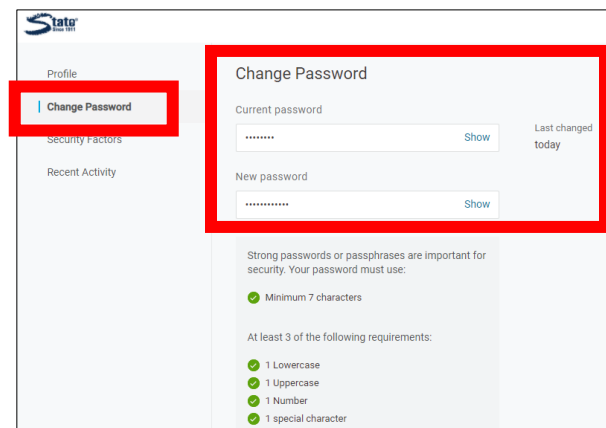 State
Since 1911
Profile
Change Password
Security Factors
Recent Activity
Change Password
Current password
•••••••• Show
Last changed
today
New password
•••••••••••• Show
Strong passwords or passphrases are important for
security. Your password must use:
Minimum 7 characters
At least 3 of the following requirements:
1 Lowercase
1 Uppercase
1 Number
1 special character